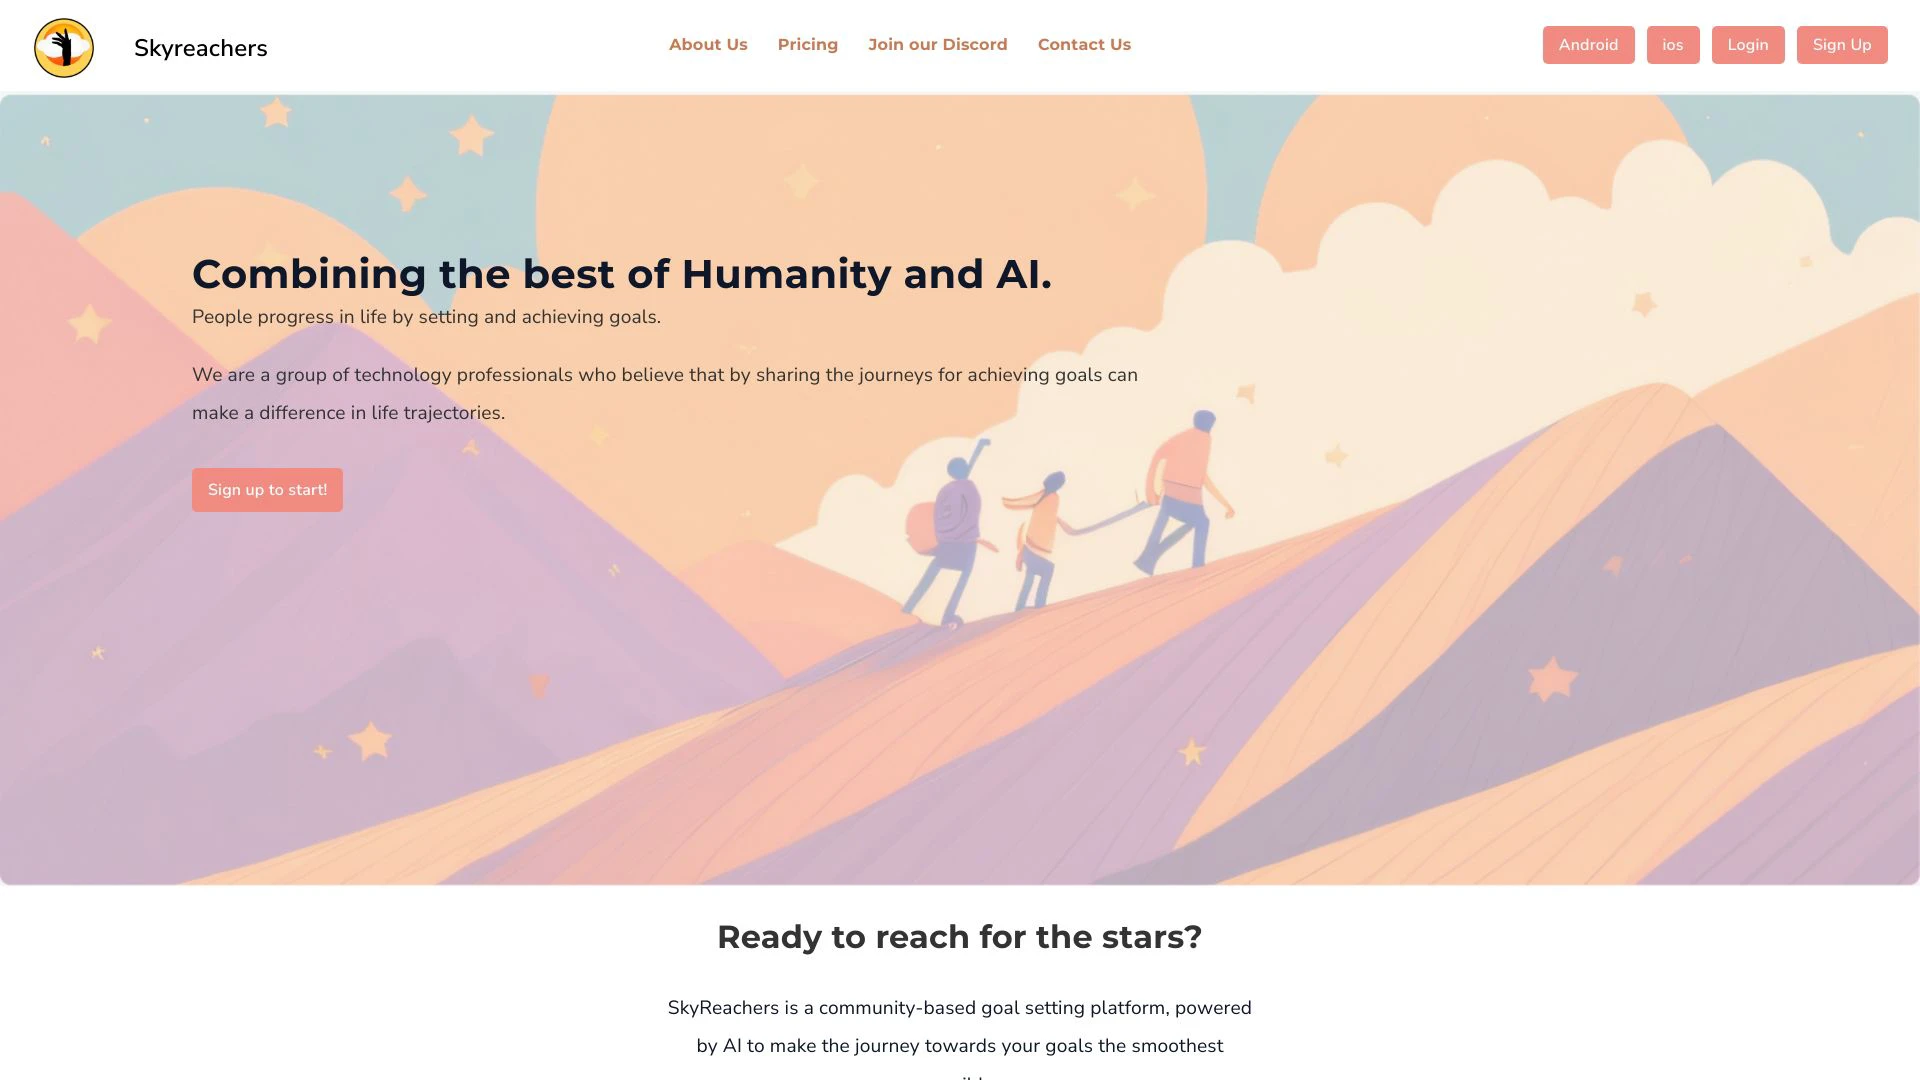 Skyreachers
About Us
Pricing
Join our Discord
Contact Us
Android
ios
Login
Sign Up
Combining the best of Humanity and AI.
People progress in life by setting and achieving goals.
We are a group of technology professionals who believe that by sharing the journeys for achieving goals can
make a difference in life trajectories.
Sign up to start!
Ready to reach for the stars?
SkyReachers is a community-based goal setting platform, powered
by AI to make the journey towards your goals the smoothest